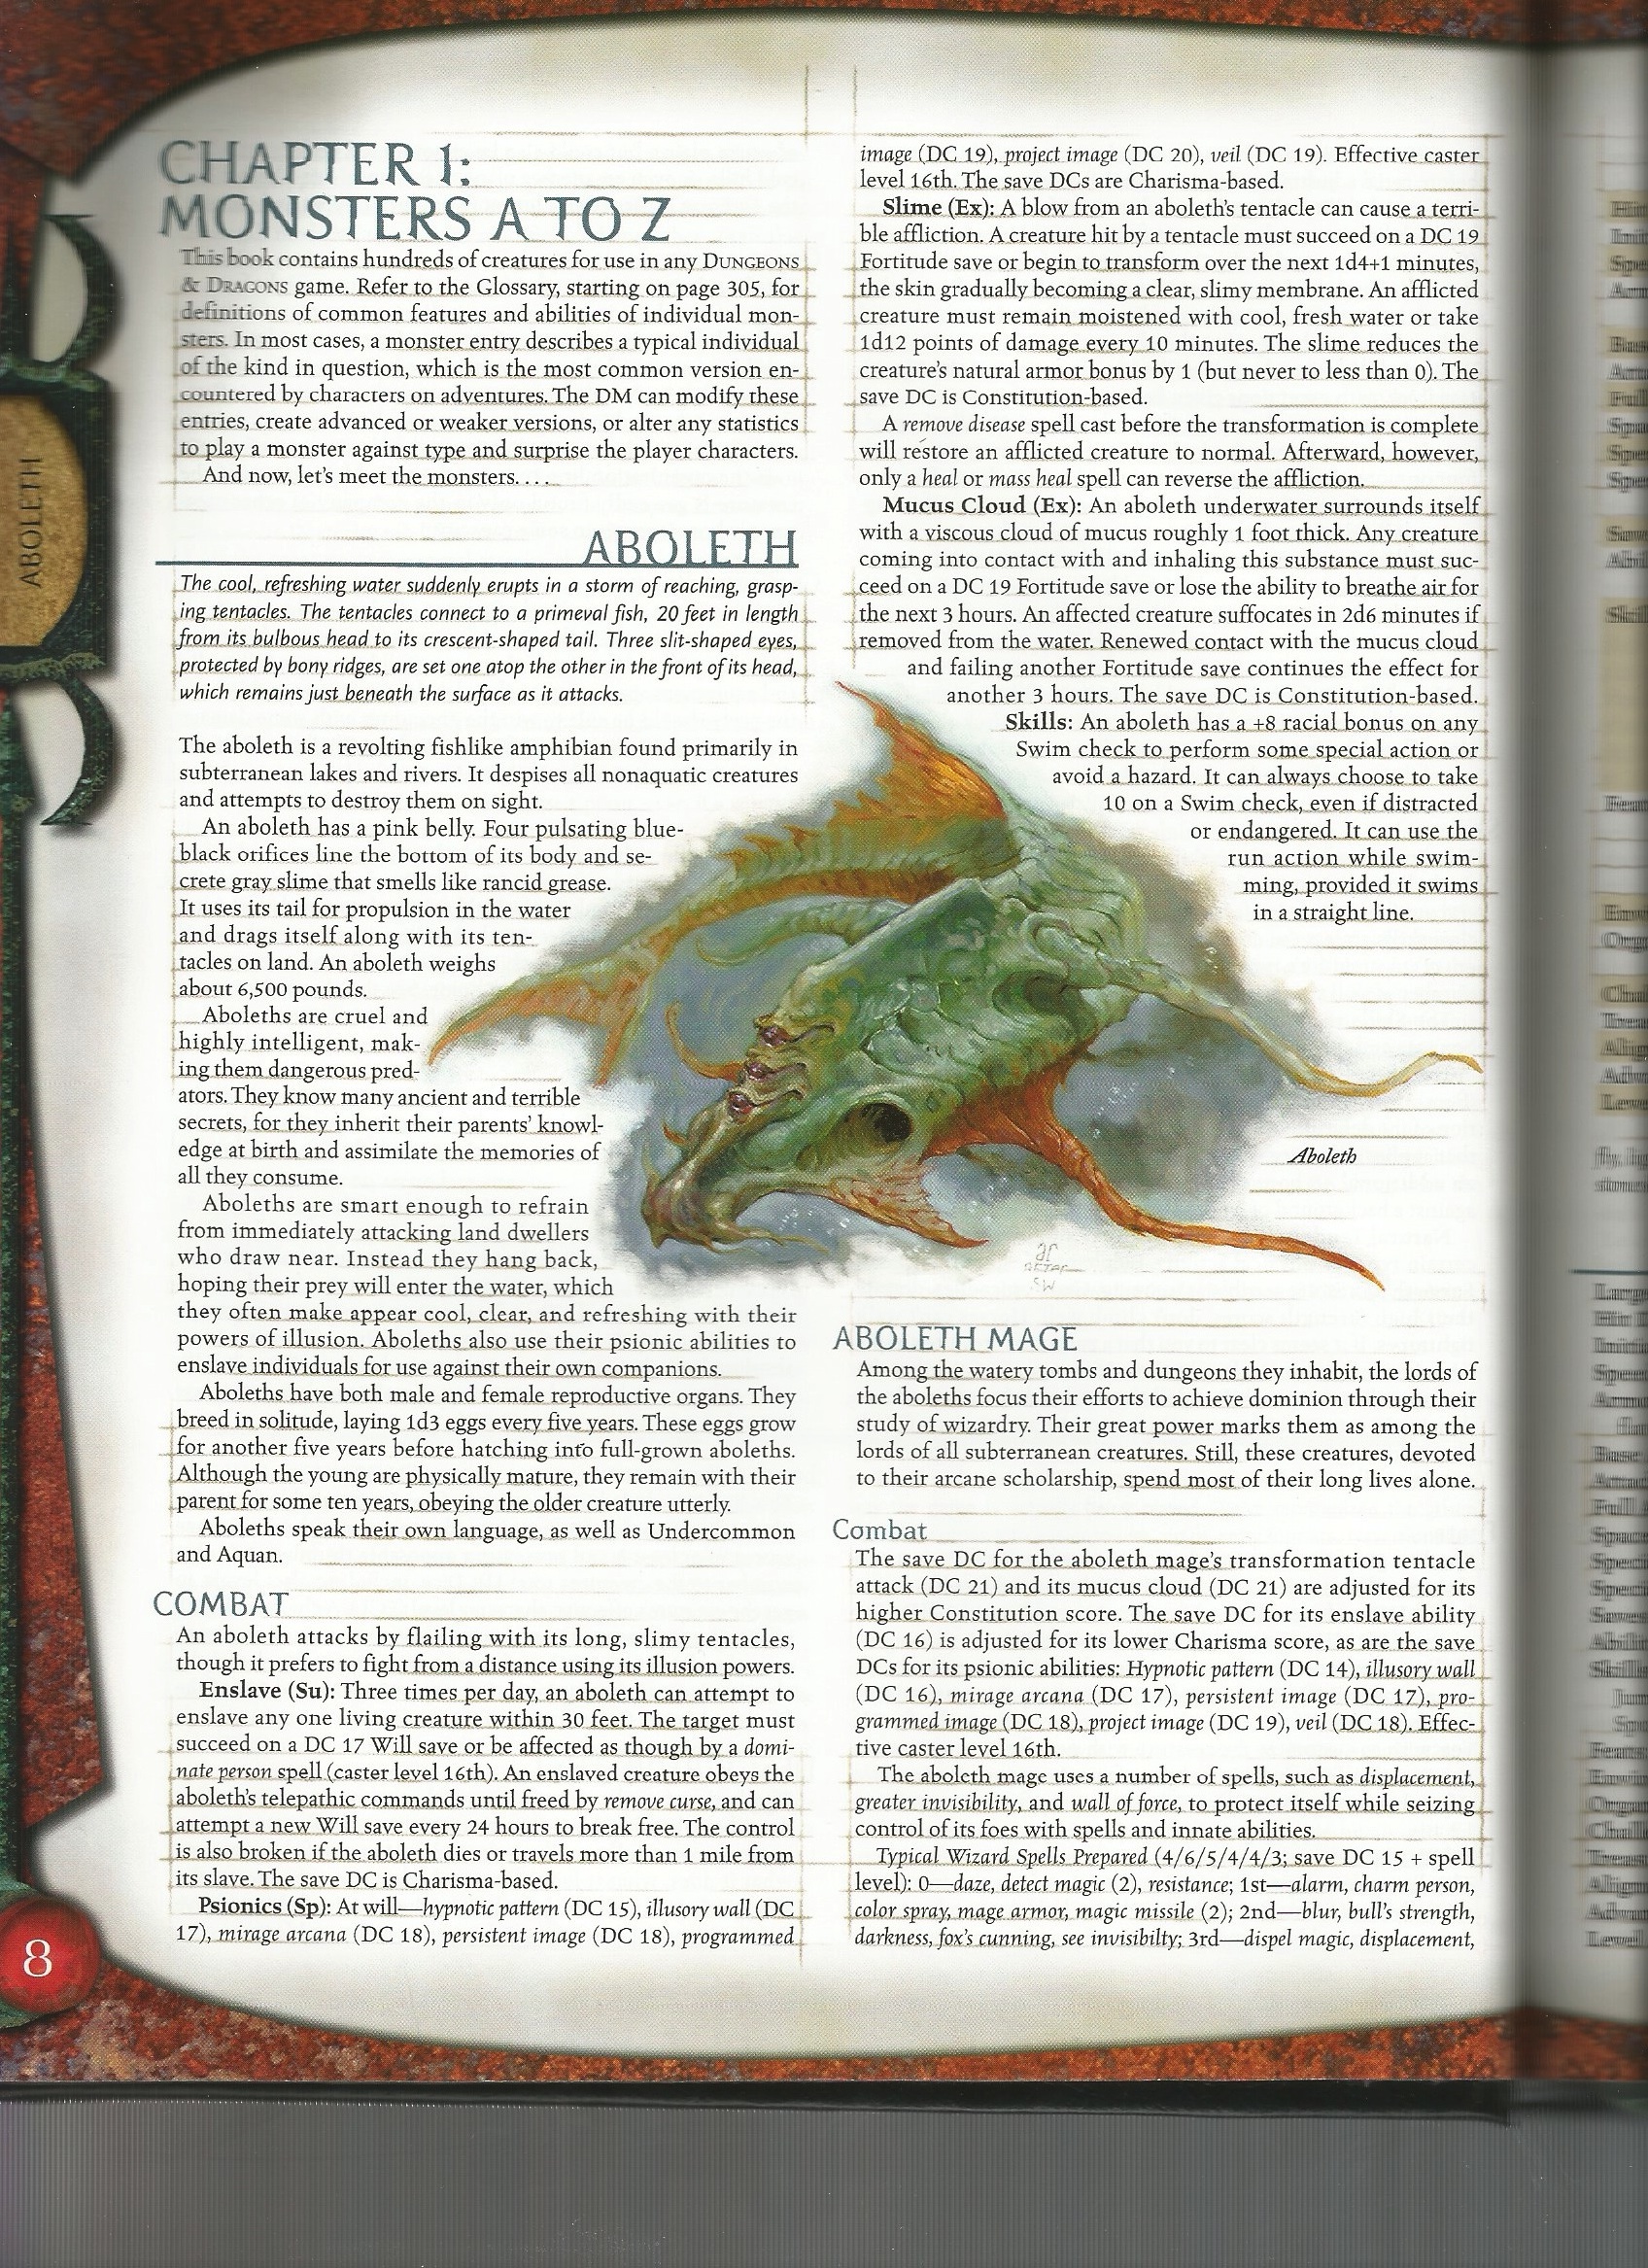 ABOLETH
CHAPTER 1:
MONSTERS A TO Z
This book contains hundreds of creatures for use in any DUNGEONS
& DRAGONS game. Refer to the Glossary, starting on page 305, for
definitions of common features and abilities of individual mon-
sters. In most cases, a monster entry describes a typical individual
of the kind in question, which is the most common version en-
countered by characters on adventures. The DM can modify these
entries, create advanced or weaker versions, or alter any statistics
to play a monster against type and surprise the player characters.
And now, let's meet the monsters. . . .
ABOLETH
The cool, refreshing water suddenly erupts in a storm of reaching, grasp-
ing tentacles. The tentacles connect to a primeval fish, 20 feet in length
from its bulbous head to its crescent-shaped tail. Three slit-shaped eyes,
protected by bony ridges, are set one atop the other in the front of its head,
which remains just beneath the surface as it attacks.
The aboleth is a revolting fishlike amphibian found primarily in
subterranean lakes and rivers. It despises all nonaquatic creatures
and attempts to destroy them on sight.
An aboleth has a pink belly. Four pulsating blue-
black orifices line the bottom of its body and se-
crete gray slime that smells like rancid grease.
It uses its tail for propulsion in the water
and drags itself along with its ten-
tacles on land. An aboleth weighs
about 6,500 pounds.
Aboleths are cruel and
highly intelligent, mak-
ing them dangerous pred-
ators. They know many ancient and terrible
secrets, for they inherit their parents' knowl-
edge at birth and assimilate the memories of
all they consume.
Aboleths are smart enough to refrain
from immediately attacking land dwellers
who draw near. Instead they hang back,
hoping their prey will enter the water, which
they often make appear cool, clear, and refreshing with their
powers of illusion. Aboleths also use their psionic abilities to
enslave individuals for use against their own companions.
Aboleths have both male and female reproductive organs. They
breed in solitude, laying 1d3 eggs every five years. These eggs grow
for another five years before hatching into full-grown aboleths.
Although the young are physically mature, they remain with their
parent for some ten years, obeying the older creature utterly.
Aboleths speak their own language, as well as Undercommon
and Aquan.
COMBAT
An aboleth attacks by flailing with its long, slimy tentacles,
though it prefers to fight from a distance using its illusion powers.
Enslave (Su): Three times per day, an aboleth can attempt to
enslave any one living creature within 30 feet. The target must
succeed on a DC 17 Will save or be affected as though by a domi-
nate person spell (caster level 16th). An enslaved creature obeys the
aboleth's telepathic commands until freed by remove curse, and can
attempt a new Will save every 24 hours to break free. The control
is also broken if the aboleth dies or travels more than 1 mile from
its slave. The save DC is Charisma-based.
Psionics (Sp): At will—hypnotic pattern (DC 15), illusory wall (DC
17), mirage arcana (DC 18), persistent image (DC 18), programmed
image (DC 19), project image (DC 20), veil (DC 19). Effective caster
level 16th. The save DCs are Charisma-based.
Slime (Ex): A blow from an aboleth's tentacle can cause a terri-
ble affliction. A creature hit by a tentacle must succeed on a DC 19
Fortitude save or begin to transform over the next 1d4+1 minutes,
the skin gradually becoming a clear, slimy membrane. An afflicted
creature must remain moistened with cool, fresh water or take
1d12 points of damage every 10 minutes. The slime reduces the
creature's natural armor bonus by 1 (but never to less than 0). The
save DC is Constitution-based.
A remove disease spell cast before the transformation is complete
will restore an afflicted creature to normal. Afterward, however,
only a heal or mass heal spell can reverse the affliction.
Mucus Cloud (Ex): An aboleth underwater surrounds itself
with a viscous cloud of mucus roughly 1 foot thick. Any creature
coming into contact with and inhaling this substance must suc-
ceed on a DC 19 Fortitude save or lose the ability to breathe air for
the next 3 hours. An affected creature suffocates in 2d6 minutes if
removed from the water. Renewed contact with the mucus cloud
and failing another Fortitude save continues the effect for
another 3 hours. The save DC is Constitution-based.
Skills: An aboleth has a +8 racial bonus on any
Swim check to perform some special action or
avoid a hazard. It can always choose to take
10 on a Swim check, even if distracted
or endangered. It can use the
run action while swim-
ming, provided it swims
in a straight line.
Aboleth
ABOLETH MAGE
Among the watery tombs and dungeons they inhabit, the lords of
the aboleths focus their efforts to achieve dominion through their
study of wizardry. Their great power marks them as among the
lords of all subterranean creatures. Still, these creatures, devoted
to their arcane scholarship, spend most of their long lives alone.
Combat
The save DC for the aboleth mage's transformation tentacle
attack (DC 21) and its mucus cloud (DC 21) are adjusted for its
higher Constitution score. The save DC for its enslave ability
(DC 16) is adjusted for its lower Charisma score, as are the save
DCs for its psionic abilities: Hypnotic pattern (DC 14), illusory wall
(DC 16), mirage arcana (DC 17), persistent image (DC 17), pro-
grammed image (DC 18), project image (DC 19), veil (DC 18). Effec-
tive caster level 16th.
The aboleth mage uses a number of spells, such as displacement,
greater invisibility, and wall of force, to protect itself while seizing
control of its foes with spells and innate abilities.
Typical Wizard Spells Prepared (4/6/5/4/4/3; save DC 15 + spell
level): 0—daze, detect magic (2), resistance; 1st—alarm, charm person,
color spray, mage armor, magic missile (2); 2nd—blur, bull's strength,
darkness, fox's cunning, see invisibilty; 3rd—dispel magic, displacement,
8